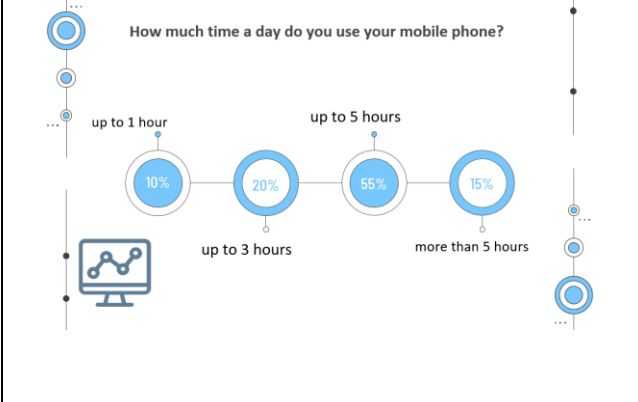 How much time a day do you use your mobile phone?
up to 1 hour
up to 5 hours
10%
20%
55%
15%
up to 3 hours
more than 5 hours